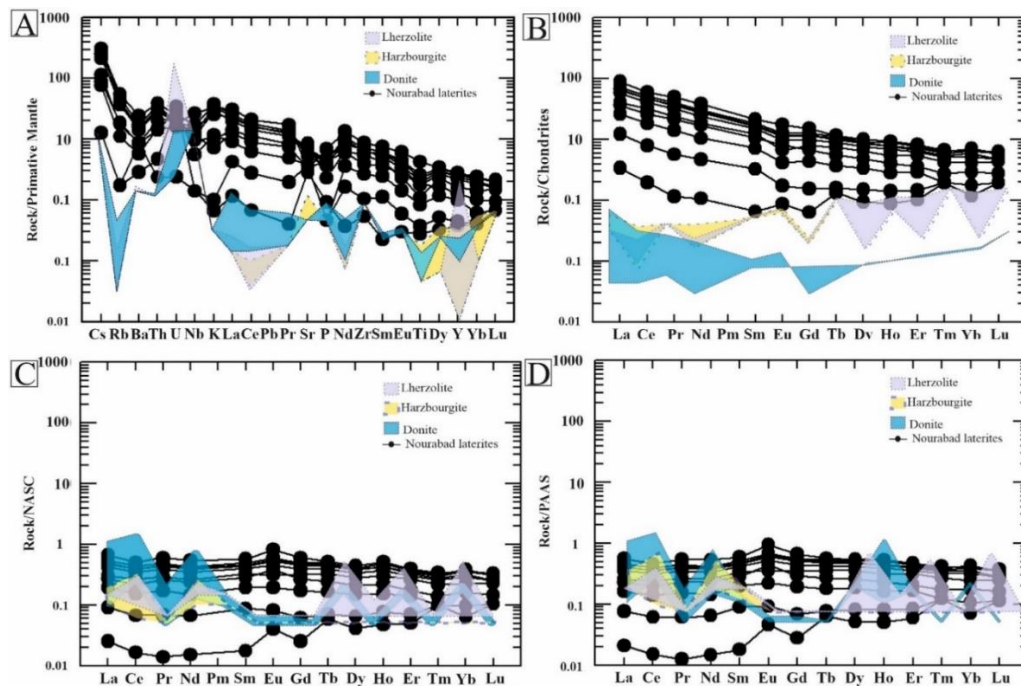 A
1000
100
10
1
0.1
0.01
Rock/Primative Mantle
Lherzolite
Harzbourgite
Donite
Nourabad laterites
Cs Rb Ba Th U Nb K La Ce Pb Pr Sr P Nd Zr Sm Eu Ti Dy Y Yb Lu
B
1000
100
10
1
0.1
0.01
Rock/Chondrites
Lherzolite
Harzbourgite
Donite
Nourabad laterites
La Ce Pr Nd Pm Sm Eu Gd Tb Dy Ho Er Tm Yb Lu
C
1000
100
10
1
0.1
0.01
Rock/NASC
Lherzolite
Harzbourgite
Donite
Nourabad laterites
La Ce Pr Nd Pm Sm Eu Gd Tb Dy Ho Er Tm Yb Lu
D
1000
100
10
1
0.1
0.01
Rock/PAAS
Lherzolite
Harzbourgite
Donite
Nourabad laterites
La Ce Pr Nd Pm Sm Eu Gd Tb Dy Ho Er Tm Yb Lu